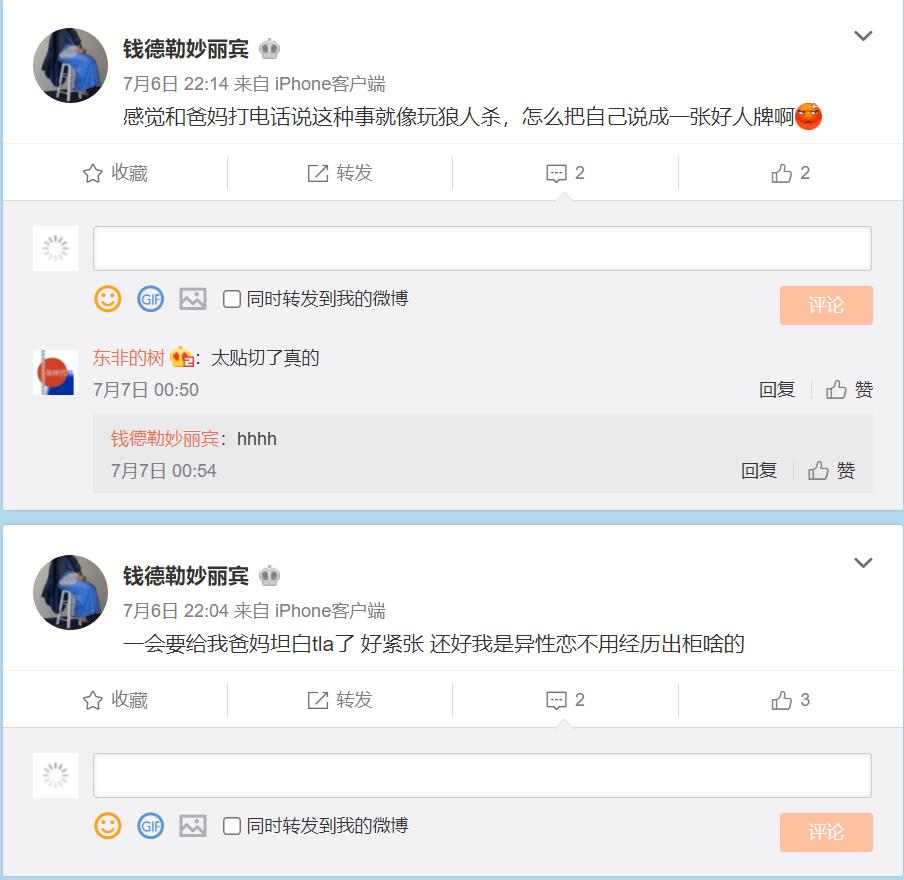 钱德勒妙丽宾
7月6日 22:14 来自 iPhone客户端
感觉和爸妈打电话说这种事就像玩狼人杀，怎么把自己说成一张好人牌啊
收藏 转发 2 2
GIF 同时转发到我的微博
评论
东非的树：太贴切了真的
7月7日 00:50 回复 赞
钱德勒妙丽宾：hhhh
7月7日 00:54 回复 赞
钱德勒妙丽宾
7月6日 22:04 来自 iPhone客户端
一会要给我爸妈坦白tla了 好紧张 还好我是异性恋不用经历出柜啥的
收藏 转发 2 3
GIF 同时转发到我的微博
评论